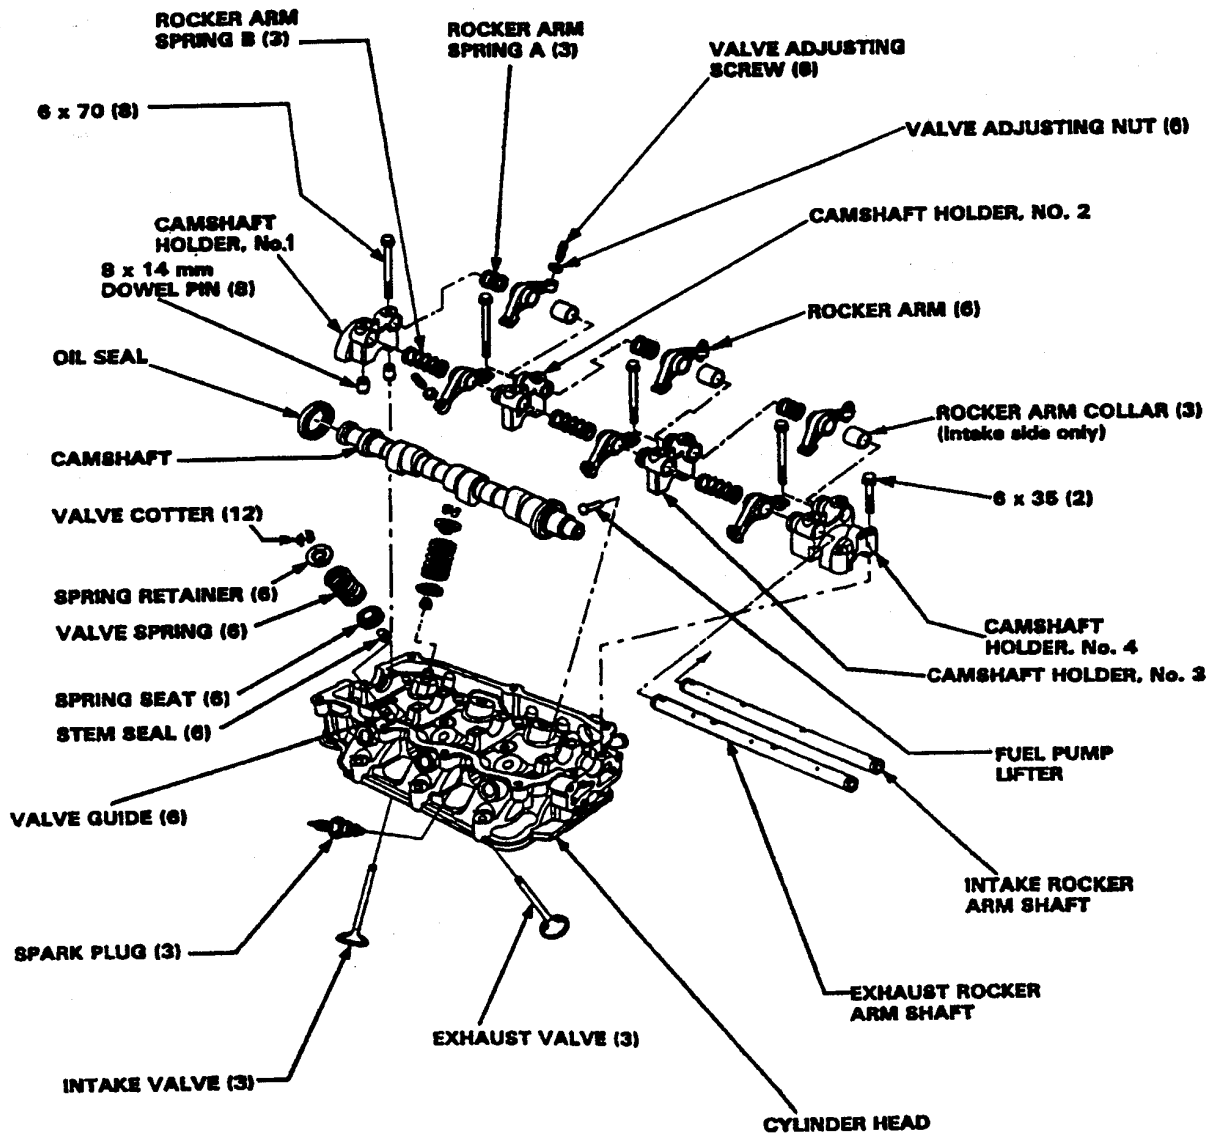 ROCKER ARM
SPRING B (3)
ROCKER ARM
SPRING A (3)
VALVE ADJUSTING
SCREW (6)
6 x 70 (8)
VALVE ADJUSTING NUT (6)
CAMSHAFT
HOLDER, No.1
CAMSHAFT HOLDER, NO. 2
8 x 14 mm
DOWEL PIN (8)
ROCKER ARM (6)
OIL SEAL
ROCKER ARM COLLAR (3)
(Intake side only)
CAMSHAFT
6 x 35 (2)
VALVE COTTER (12)
SPRING RETAINER (6)
VALVE SPRING (6)
CAMSHAFT
HOLDER, No. 4
CAMSHAFT HOLDER, No. 3
SPRING SEAT (6)
STEM SEAL (6)
FUEL PUMP
LIFTER
VALVE GUIDE (6)
INTAKE ROCKER
ARM SHAFT
SPARK PLUG (3)
EXHAUST ROCKER
ARM SHAFT
EXHAUST VALVE (3)
INTAKE VALVE (3)
CYLINDER HEAD